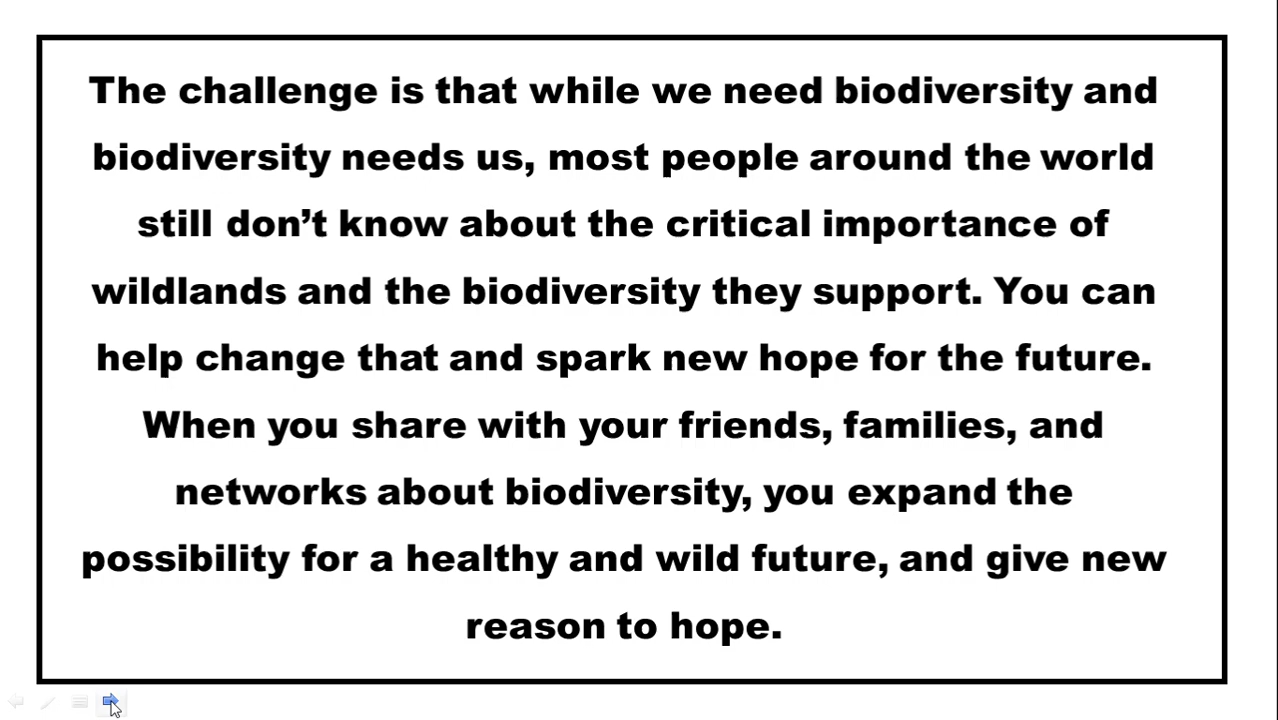 The challenge is that while we need biodiversity and
biodiversity needs us, most people around the world
still don’t know about the critical importance of
wildlands and the biodiversity they support. You can
help change that and spark new hope for the future.
When you share with your friends, families, and
networks about biodiversity, you expand the
possibility for a healthy and wild future, and give new
reason to hope.